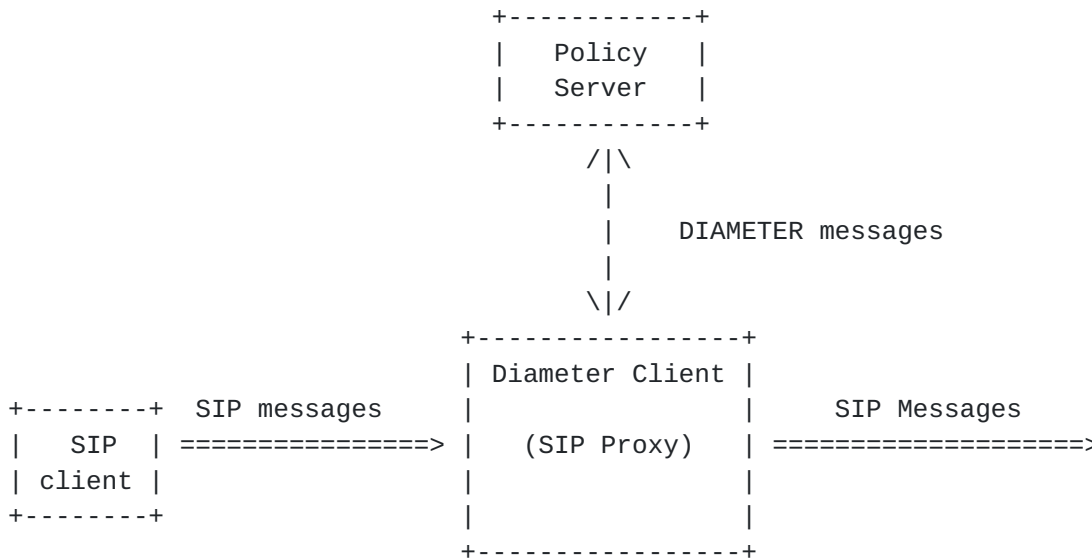 Policy
Server
DIAMETER messages
Diameter Client
SIP messages
SIP Messages
SIP
client
(SIP Proxy)